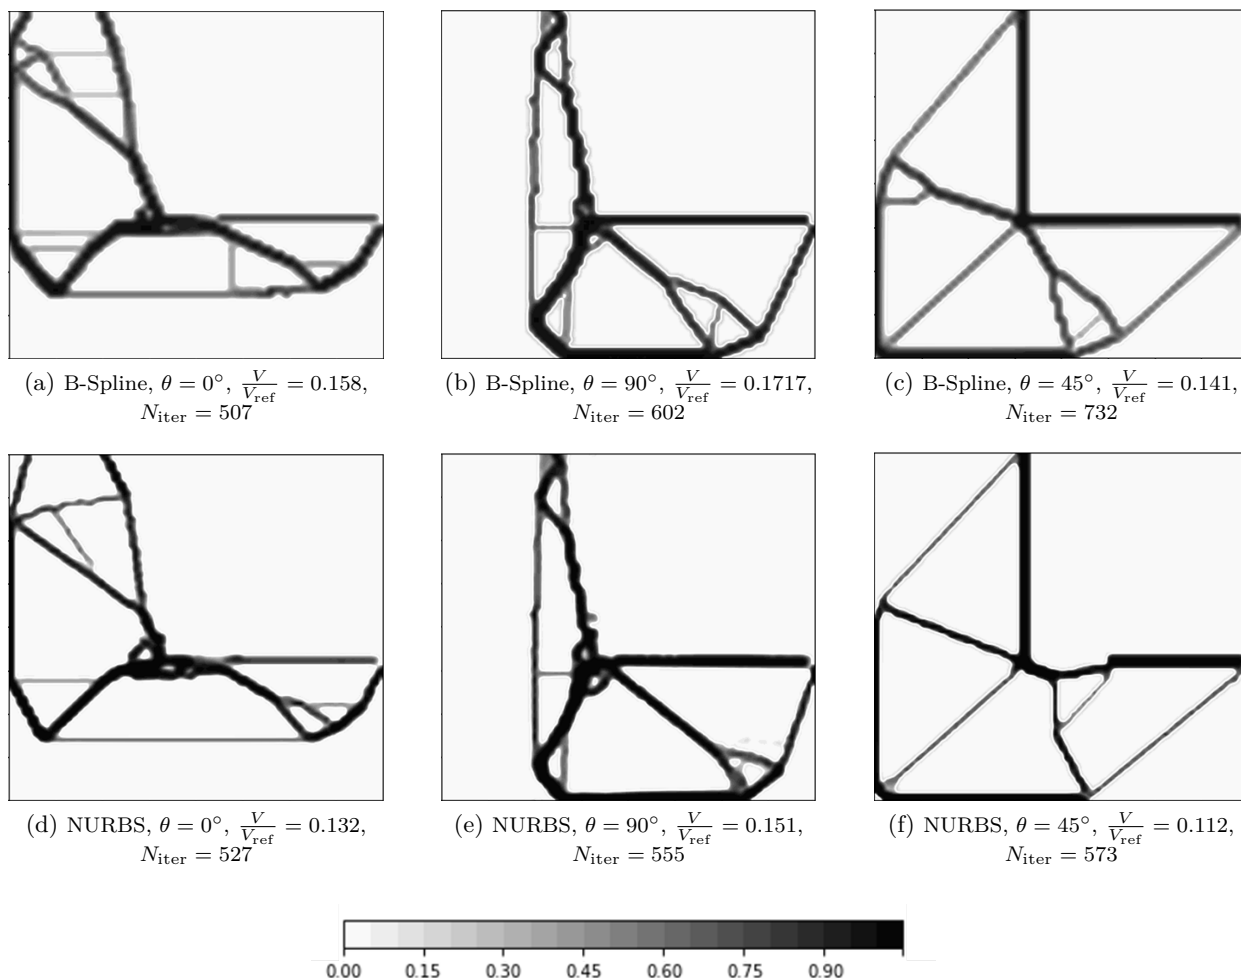 (a) B-Spline, θ = 0°, V/V_ref = 0.158,
N_iter = 507
(b) B-Spline, θ = 90°, V/V_ref = 0.1717,
N_iter = 602
(c) B-Spline, θ = 45°, V/V_ref = 0.141,
N_iter = 732
(d) NURBS, θ = 0°, V/V_ref = 0.132,
N_iter = 527
(e) NURBS, θ = 90°, V/V_ref = 0.151,
N_iter = 555
(f) NURBS, θ = 45°, V/V_ref = 0.112,
N_iter = 573
0.00 0.15 0.30 0.45 0.60 0.75 0.90